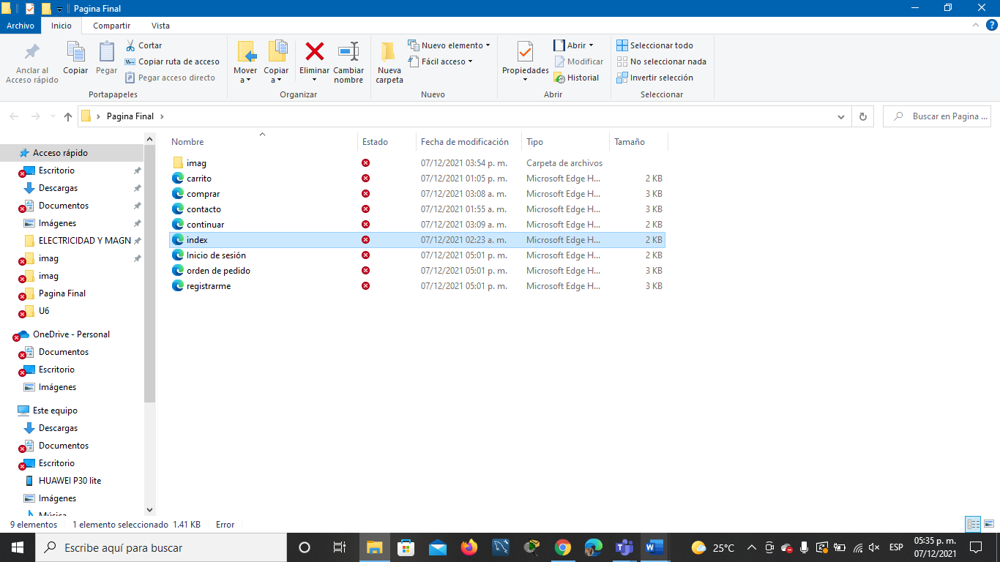 Pagina Final
Archivo Inicio Compartir Vista
Anclar al Acceso rápido
Copiar
Pegar
Cortar
Copiar ruta de acceso
Pegar acceso directo
Portapapeles
Mover a
Copiar a
Eliminar
Cambiar nombre
Organizar
Nueva carpeta
Nuevo elemento
Fácil acceso
Nuevo
Propiedades
Abrir
Modificar
Historial
Abrir
Seleccionar todo
No seleccionar nada
Invertir selección
Seleccionar
Pagina Final
Buscar en Pagina ...
Acceso rápido
Escritorio
Descargas
Documentos
Imágenes
ELECTRICIDAD Y MAGN
imag
imag
Pagina Final
U6
OneDrive - Personal
Documentos
Escritorio
Imágenes
Este equipo
Descargas
Documentos
Escritorio
HUAWEI P30 lite
Imágenes
Música
Nombre Estado Fecha de modificación Tipo Tamaño
imag 07/12/2021 03:54 p. m. Carpeta de archivos
carrito 07/12/2021 01:05 p. m. Microsoft Edge H... 2 KB
comprar 07/12/2021 03:08 a. m. Microsoft Edge H... 3 KB
contacto 07/12/2021 01:55 a. m. Microsoft Edge H... 3 KB
continuar 07/12/2021 03:09 a. m. Microsoft Edge H... 2 KB
index 07/12/2021 02:23 a. m. Microsoft Edge H... 2 KB
Inicio de sesión 07/12/2021 05:01 p. m. Microsoft Edge H... 2 KB
orden de pedido 07/12/2021 05:01 p. m. Microsoft Edge H... 3 KB
registrarme 07/12/2021 05:01 p. m. Microsoft Edge H... 3 KB
9 elementos 1 elemento seleccionado 1.41 KB Error
Escribe aquí para buscar
25°C
ESP
05:35 p. m.
07/12/2021